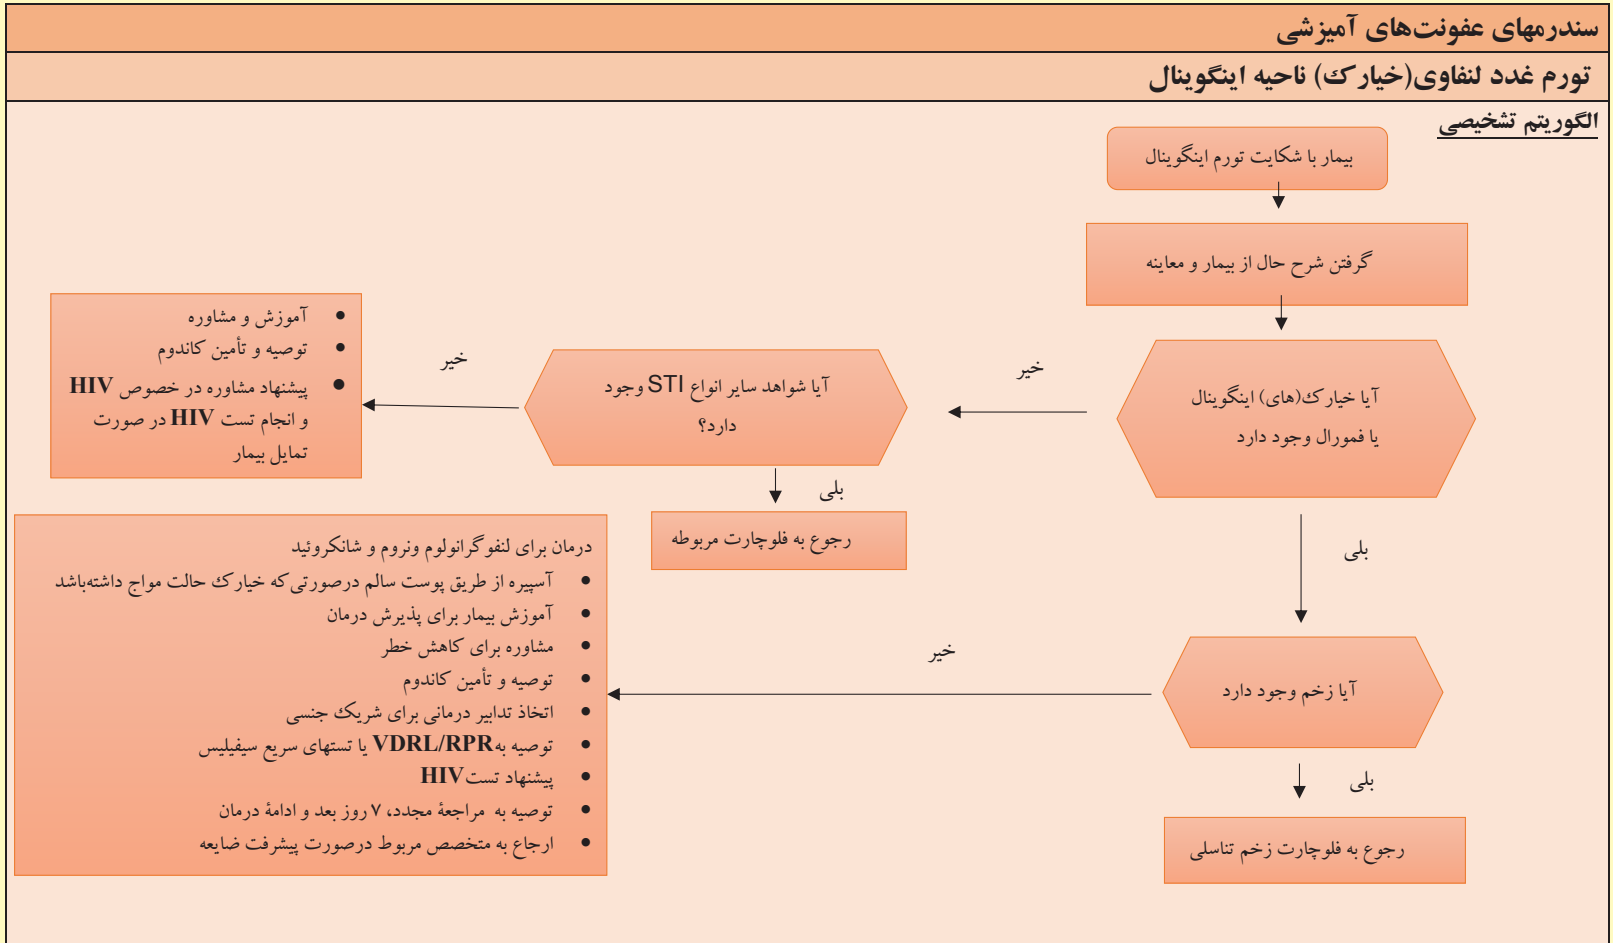 سندرمهای عفونت‌های آمیزشی
تورم غدد لنفاوی(خیارک) ناحیه اینگوینال
الگوریتم تشخیصی
بیمار با شکایت تورم اینگوینال
گرفتن شرح حال از بیمار و معاینه
آیا خیارک(های) اینگوینال
یا فمورال وجود دارد
خیر
آیا شواهد سایر انواع STI وجود
دارد؟
خیر
● آموزش و مشاوره
● توصیه و تأمین کاندوم
● پیشنهاد مشاوره در خصوص HIV
و انجام تست HIV در صورت
تمایل بیمار
بلی
رجوع به فلوچارت مربوطه
بلی
آیا زخم وجود دارد
خیر
درمان برای لنفوگرانولوم ونروم و شانکروئید
● آسپیره از طریق پوست سالم درصورتی‌که خیارک حالت مواج داشته‌باشد
● آموزش بیمار برای پذیرش درمان
● مشاوره برای کاهش خطر
● توصیه و تأمین کاندوم
● اتخاذ تدابیر درمانی برای شریک جنسی
● توصیه به VDRL/RPR یا تستهای سریع سیفیلیس
● پیشنهاد تست HIV
● توصیه به مراجعهٔ مجدد، ۷ روز بعد و ادامهٔ درمان
● ارجاع به متخصص مربوط درصورت پیشرفت ضایعه
بلی
رجوع به فلوچارت زخم تناسلی